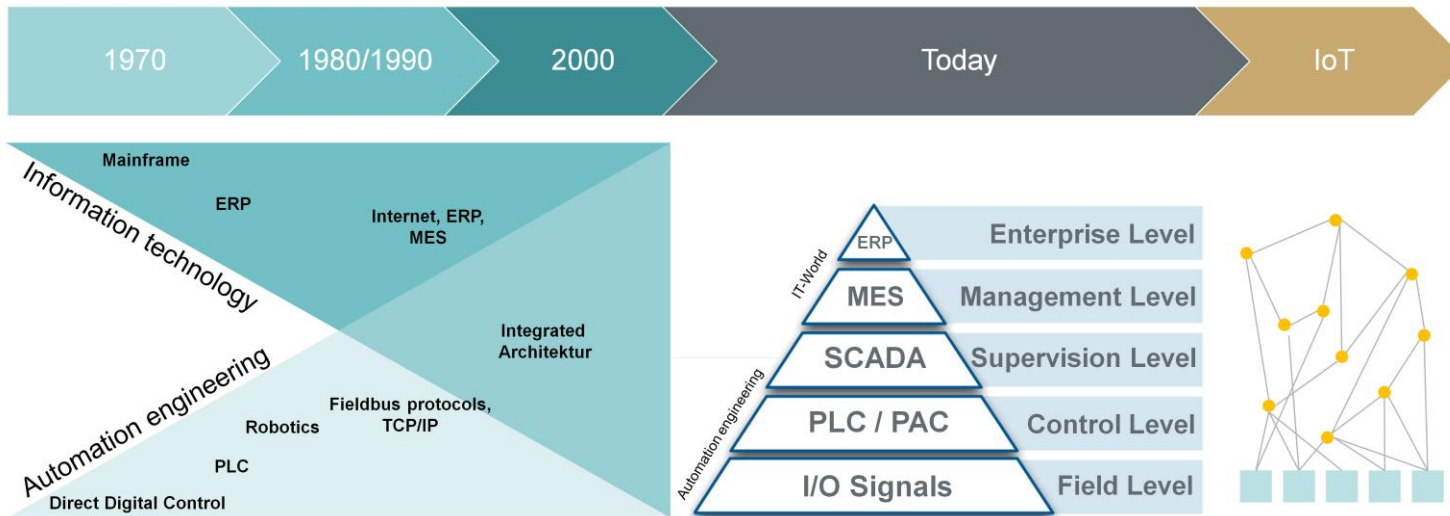 1970
1980/1990
2000
Today
IoT
Information technology
Automation engineering
Mainframe
ERP
Internet, ERP,
MES
Integrated
Architektur
Fieldbus protocols,
TCP/IP
Robotics
PLC
Direct Digital Control
IT-World
Automation engineering
ERP
Enterprise Level
MES
Management Level
SCADA
Supervision Level
PLC / PAC
Control Level
I/O Signals
Field Level